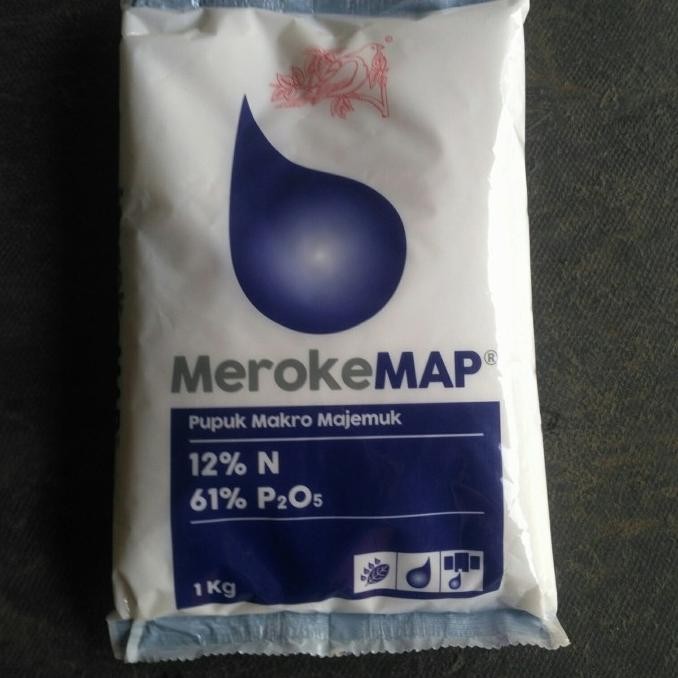 MerokeMAP®
Pupuk Makro Majemuk
12% N
61% P₂O₅
1 Kg